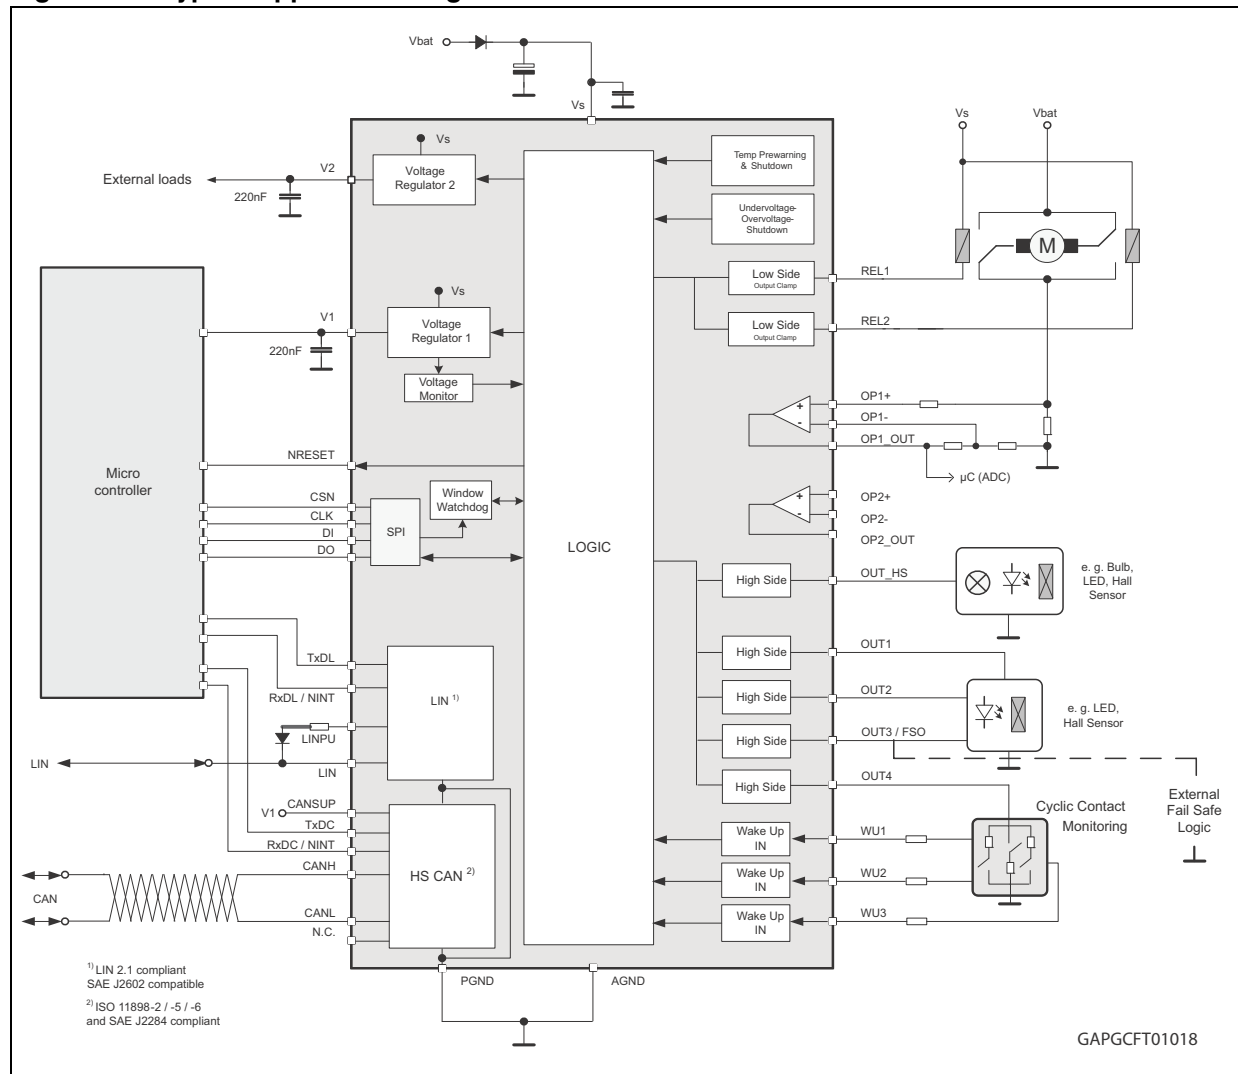 Vbat
Vs
Vs
Vbat
V2
Vs
Voltage
Regulator 2
External loads
220nF
Temp Prewarning
& Shutdown
Undervoltage-
Overvoltage-
Shutdown
M
Low Side
Output Clamp
REL1
Low Side
Output Clamp
REL2
V1
Vs
Voltage
Regulator 1
220nF
Voltage
Monitor
+
-
OP1+
OP1-
OP1_OUT
µC (ADC)
Micro
controller
NRESET
CSN
CLK
DI
DO
SPI
Window
Watchdog
LOGIC
+
-
OP2+
OP2-
OP2_OUT
High Side
OUT_HS
e. g. Bulb,
LED, Hall
Sensor
High Side
OUT1
High Side
OUT2
e. g. LED,
Hall Sensor
High Side
OUT3 / FSO
High Side
OUT4
External
Fail Safe
Logic
Cyclic Contact
Monitoring
TxDL
RxDL / NINT
LINPU
LIN
LIN
LIN 1)
V1
CANSUP
TxDC
RxDC / NINT
CANH
CAN
CANL
N.C.
HS CAN 2)
Wake Up
IN
WU1
Wake Up
IN
WU2
Wake Up
IN
WU3
PGND
AGND
1) LIN 2.1 compliant
SAE J2602 compatible
2) ISO 11898-2 / -5 / -6
and SAE J2284 compliant
GAPGCFT01018